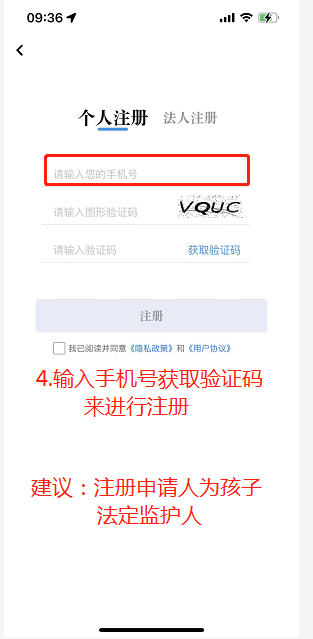 09:36
个人注册 法人注册
请输入您的手机号
请输入图形验证码 VQUC
请输入验证码 获取验证码
注册
我已阅读并同意《隐私政策》和《用户协议》
4.输入手机号获取验证码
来进行注册
建议：注册申请人为孩子
法定监护人